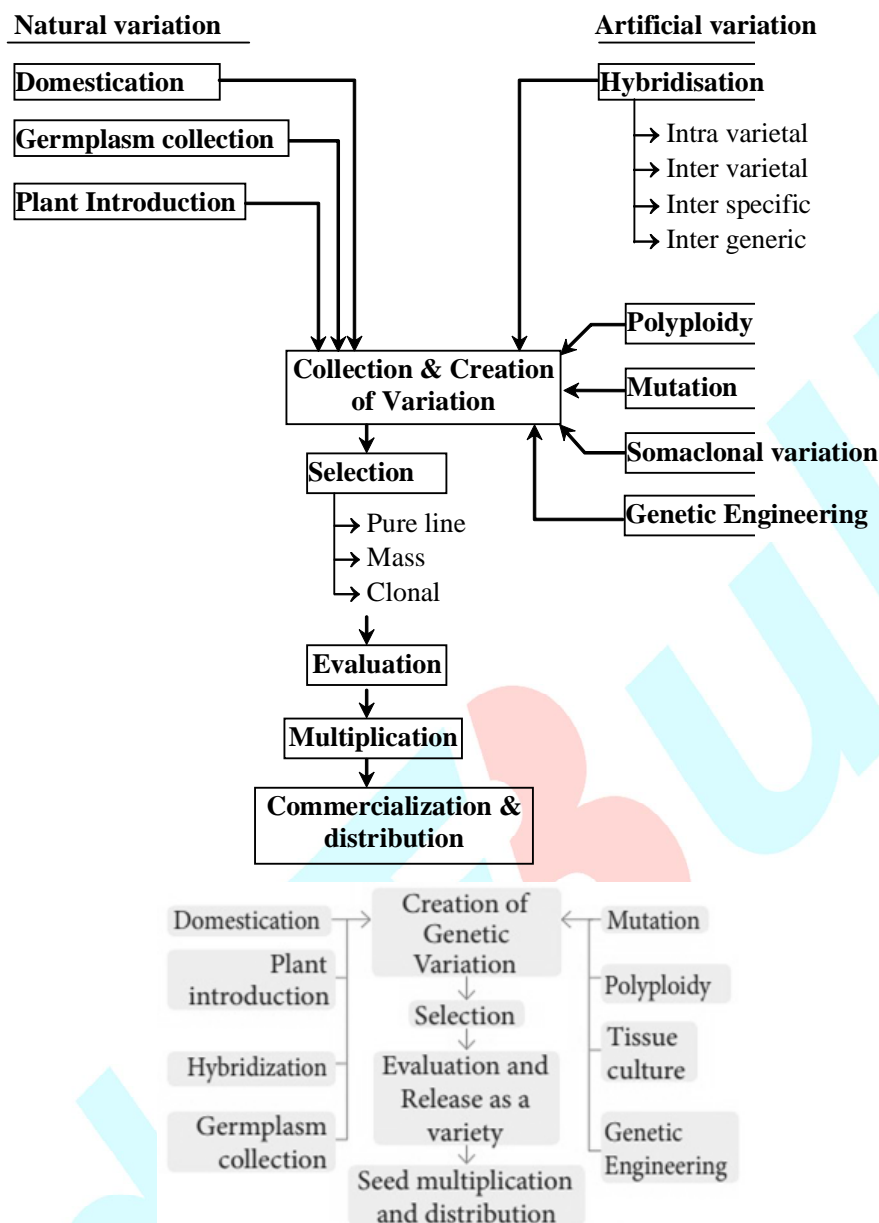 Natural variation
Artificial variation
Domestication
Germplasm collection
Plant Introduction
Hybridisation
Intra varietal
Inter varietal
Inter specific
Inter generic
Polyploidy
Mutation
Somaclonal variation
Genetic Engineering
Collection & Creation
of Variation
Selection
Pure line
Mass
Clonal
Evaluation
Multiplication
Commercialization &
distribution
Domestication
Plant
introduction
Hybridization
Germplasm
collection
Creation of
Genetic
Variation
Selection
Evaluation and
Release as a
variety
Seed multiplication
and distribution
Mutation
Polyploidy
Tissue
culture
Genetic
Engineering